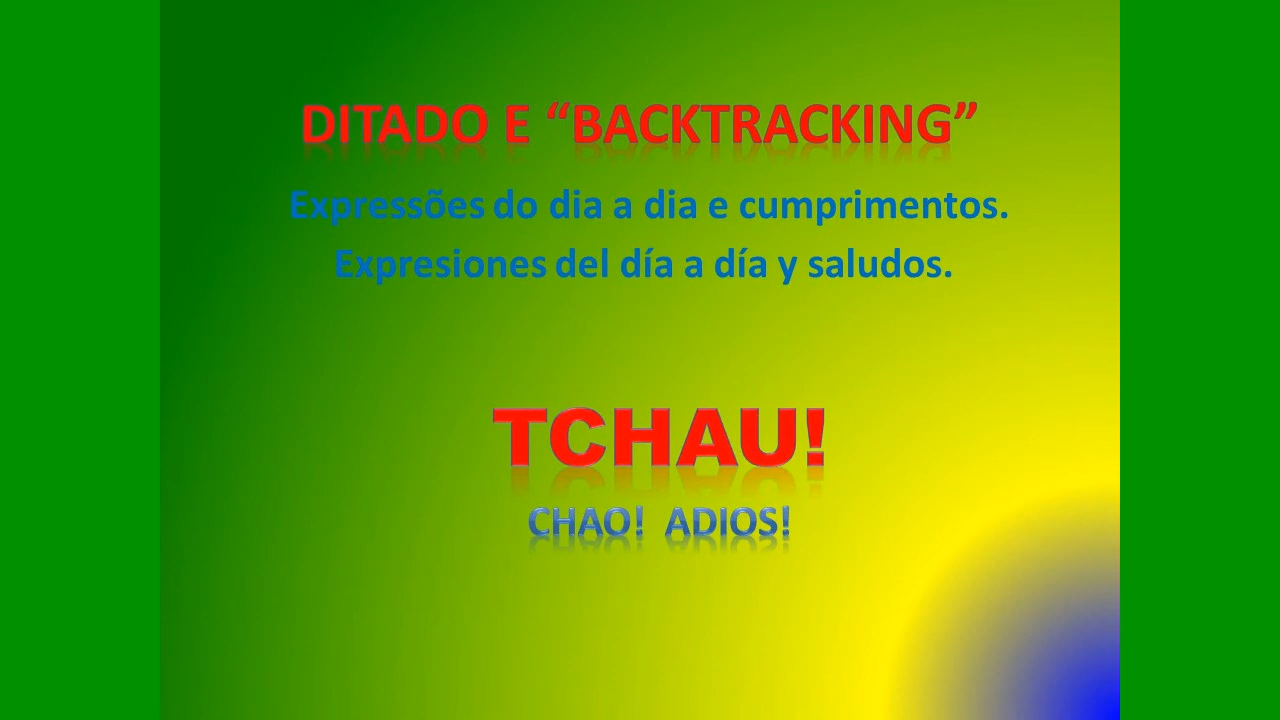 DITADO E “BACKTRACKING”
Expressões do dia a dia e cumprimentos.
Expresiones del día a día y saludos.
TCHAU!
CHAO! ADIOS!